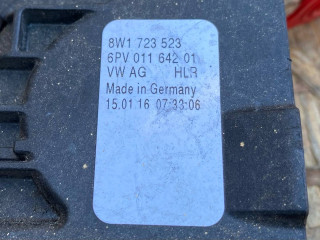 8W1 723 523
6PV 011 642 01
VW AG HLR
Made in Germany
15.01.16 07:33:06